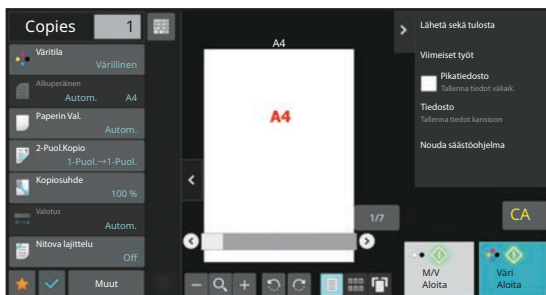 Copies 1
Väritila
Värillinen
Alkuperäinen
Autom. A4
Paperin Val.
Autom.
2-Puol.Kopio
1-Puol.→1-Puol.
Kopiosuhde
100 %
Valotus
Autom.
Nitova lajittelu
Off
Muut
A4
A4
1/7
Lähetä sekä tulosta
Viimeiset työt
Pikatiedosto
Tallenna tiedot väliaik.
Tiedosto
Tallenna tiedot kansioon
Nouda säästöohjelma
CA
M/V
Aloita
Väri
Aloita